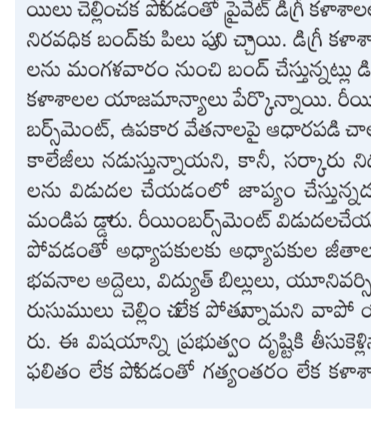 యిలు చెల్లించక పోవడంతో ప్రైవేట్ డిగ్రీ కళాశాలల
నిరవధిక బంద్‌కు పిలు పుని చ్చాయి. డిగ్రీ కళాశా
లను మంగళవారం నుంచి బంద్ చేస్తున్నట్లు డి
కళాశాలల యాజమాన్యాలు పేర్కొన్నాయి. రీయి
బర్స్‌మెంట్, ఉపకార వేతనాలపై ఆధారపడి చా
కాలేజీలు నడుస్తున్నాయని, కానీ, సర్కారు ని
లను విడుదల చేయడంలో జాప్యం చేస్తున్నద
మండిప డ్డారు. రీయింబర్స్‌మెంట్ విడుదలచేయ
పోవడంతో అధ్యాపకులకు అధ్యాపకుల జీతాల
భవనాల అద్దెలు, విద్యుత్ బిల్లులు, యూనివర్సి
రుసుములు చెల్లిం చలేక పోతున్నామని వాపో
రు. ఈ విషయాన్ని ప్రభుత్వం దృష్టికి తీసుకెళ్లి
ఫలితం లేక పోవడంతో గత్యంతరం లేక కళాశా